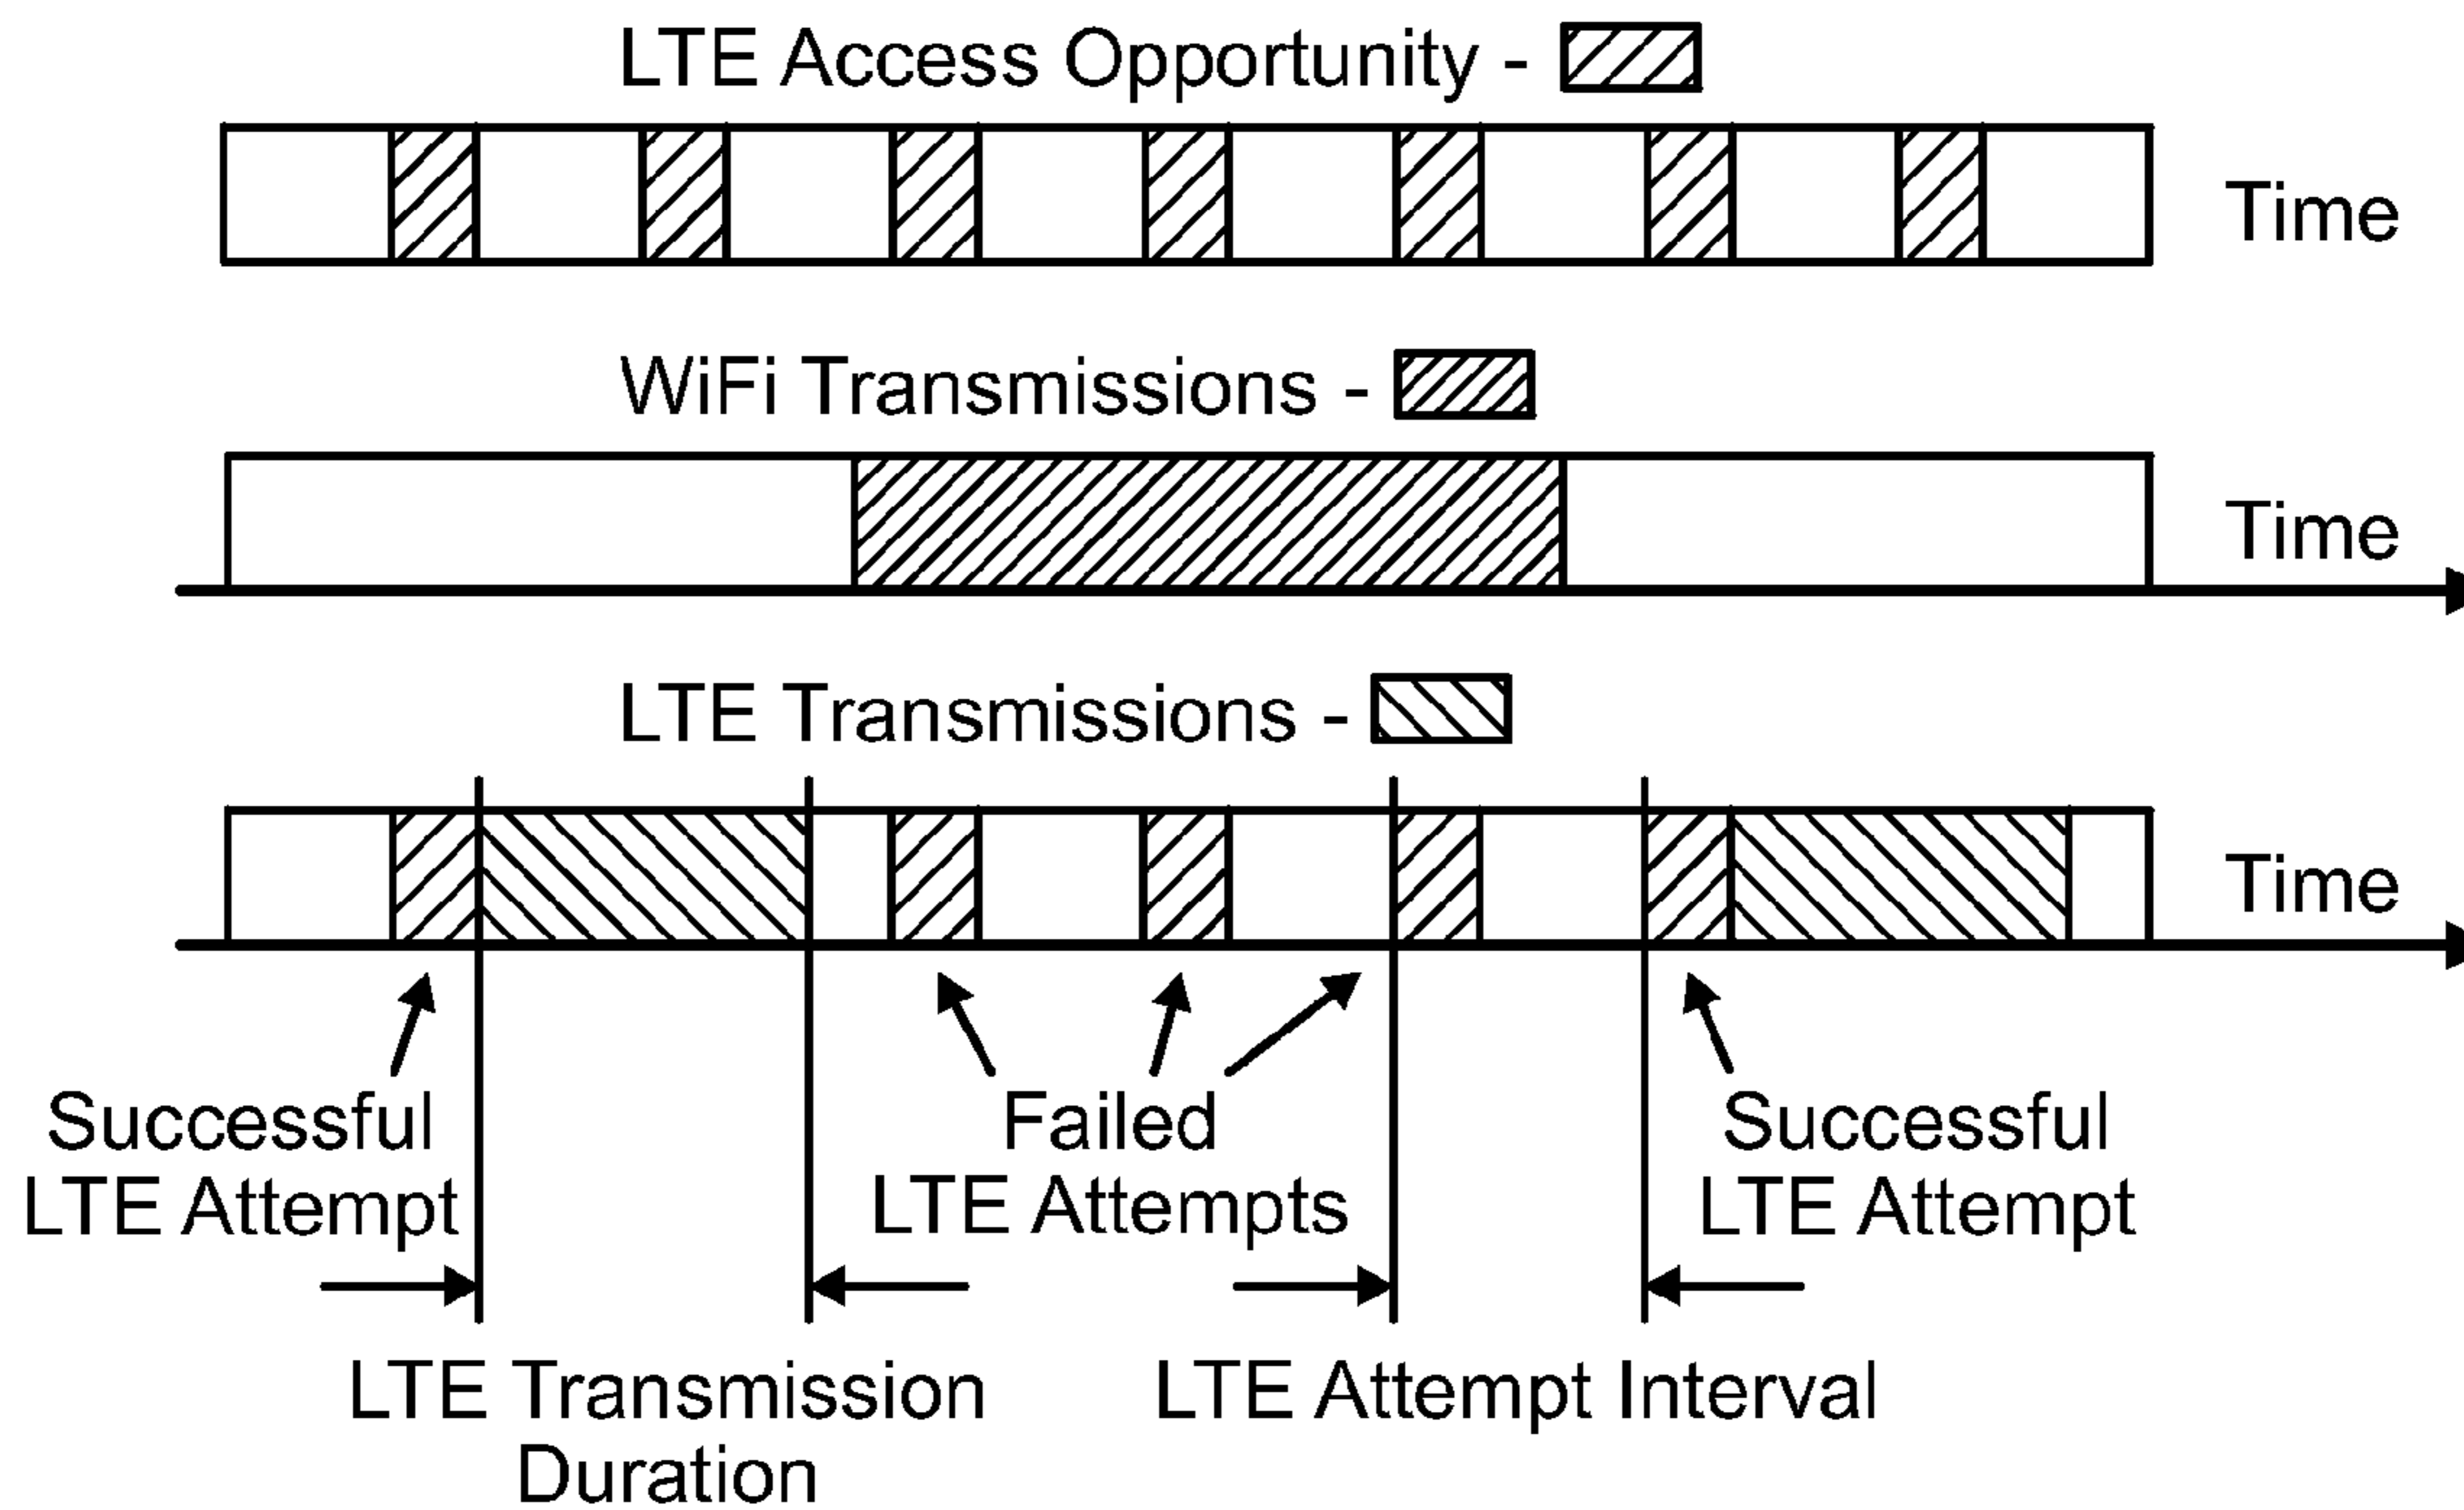 LTE Access Opportunity -
Time
WiFi Transmissions -
Time
LTE Transmissions -
Time
Successful
LTE Attempt
Failed
LTE Attempts
Successful
LTE Attempt
LTE Transmission
Duration
LTE Attempt Interval